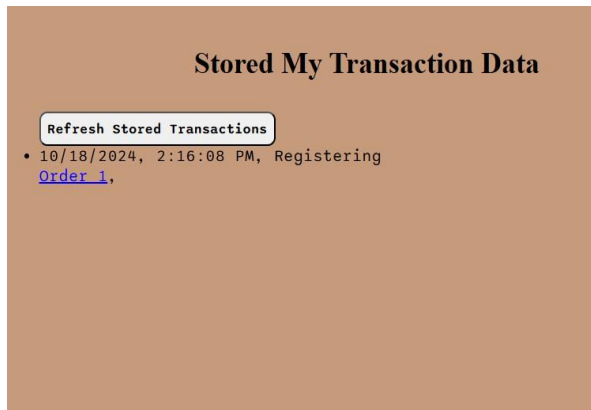 Stored My Transaction Data
Refresh Stored Transactions
• 10/18/2024, 2:16:08 PM, Registering
Order 1,